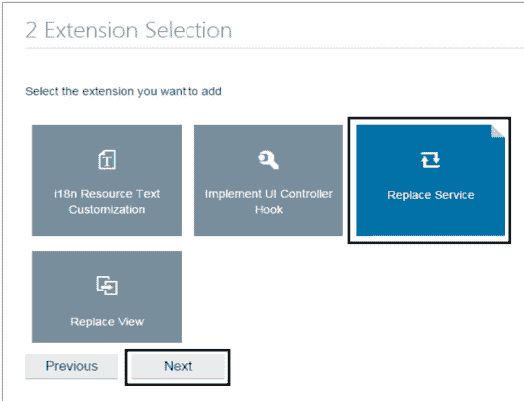 2 Extension Selection
Select the extension you want to add
i18n Resource Text
Customization
Implement UI Controller
Hook
Replace Service
Replace View
Previous
Next